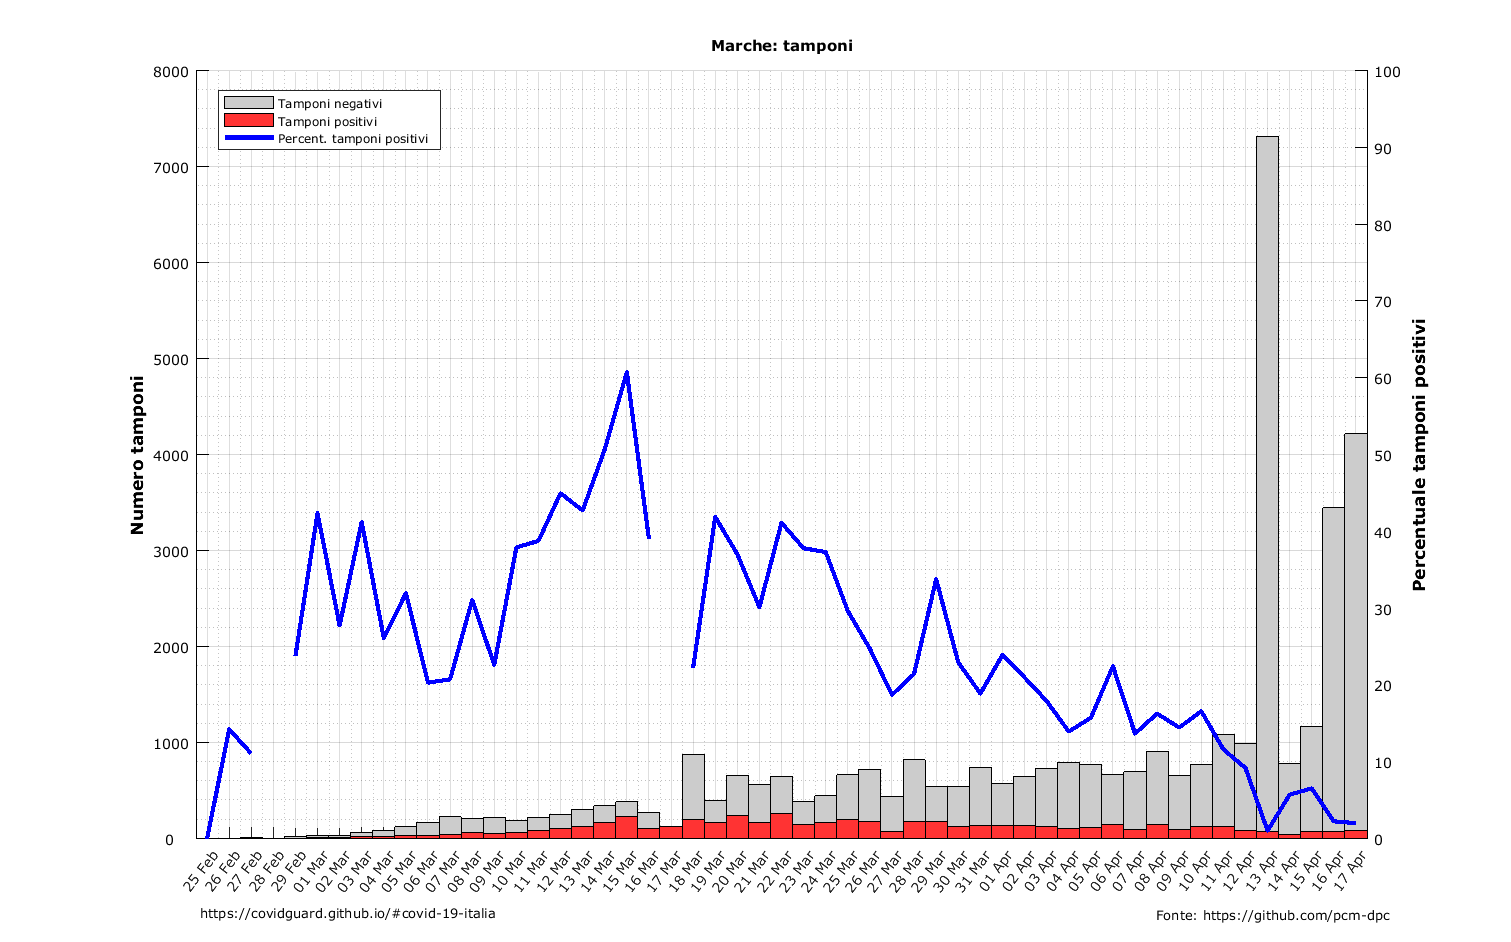 Marche: tamponi
8000
7000
6000
5000
4000
3000
2000
1000
0
Numero tamponi
Tamponi negativi
Tamponi positivi
Percent. tamponi positivi
100
90
80
70
60
50
40
30
20
10
0
Percentuale tamponi positivi
25 Feb
26 Feb
27 Feb
28 Feb
29 Feb
01 Mar
02 Mar
03 Mar
04 Mar
05 Mar
06 Mar
07 Mar
08 Mar
09 Mar
10 Mar
11 Mar
12 Mar
13 Mar
14 Mar
15 Mar
16 Mar
17 Mar
18 Mar
19 Mar
20 Mar
21 Mar
22 Mar
23 Mar
24 Mar
25 Mar
26 Mar
27 Mar
28 Mar
29 Mar
30 Mar
31 Mar
01 Apr
02 Apr
03 Apr
04 Apr
05 Apr
06 Apr
07 Apr
08 Apr
09 Apr
10 Apr
11 Apr
12 Apr
13 Apr
14 Apr
15 Apr
16 Apr
17 Apr
https://covidguard.github.io/#covid-19-italia
Fonte: https://github.com/pcm-dpc